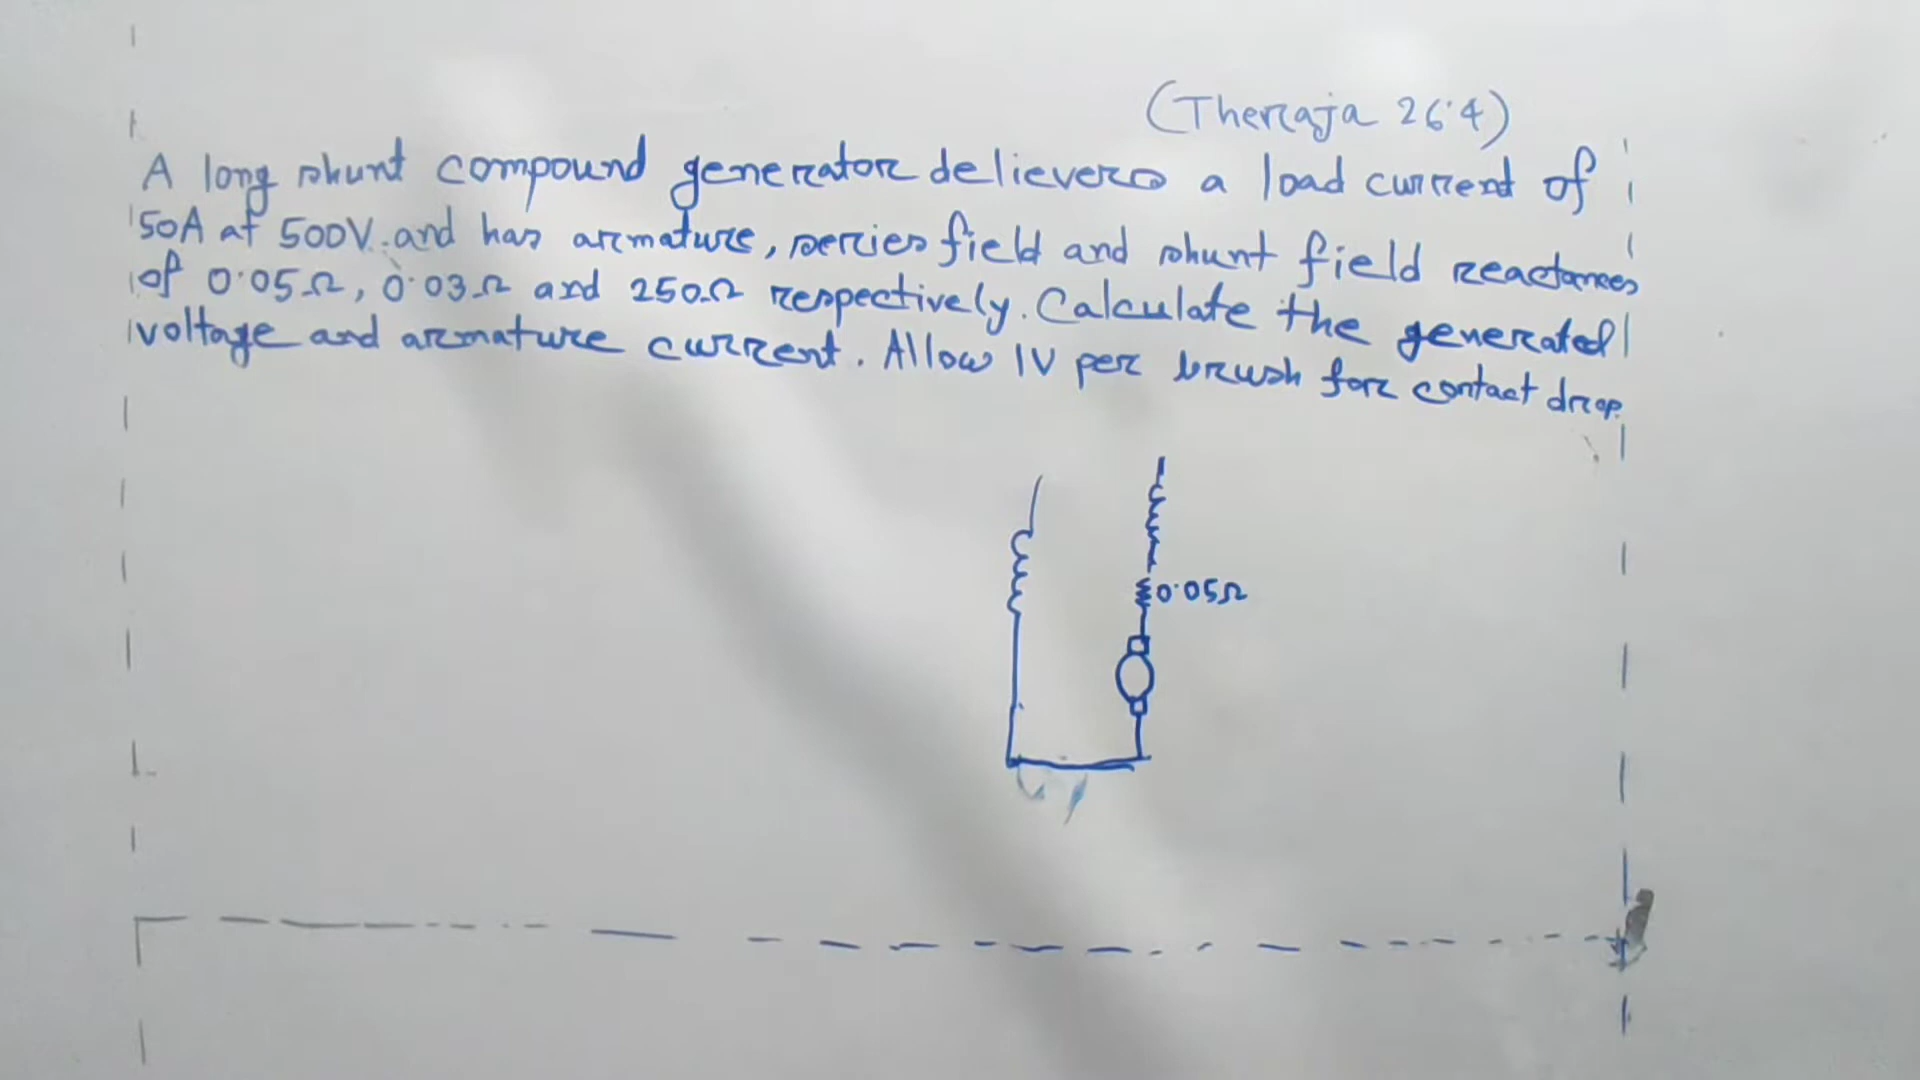 (Theraja 26.4)
A long shunt compound generator delievers a load current of
50A at 500V. and has armature, series field and shunt field reactances
of 0.05Ω, 0.03Ω and 250Ω respectively. Calculate the generated
voltage and armature current. Allow 1V per brush for contact drop.
0.05Ω